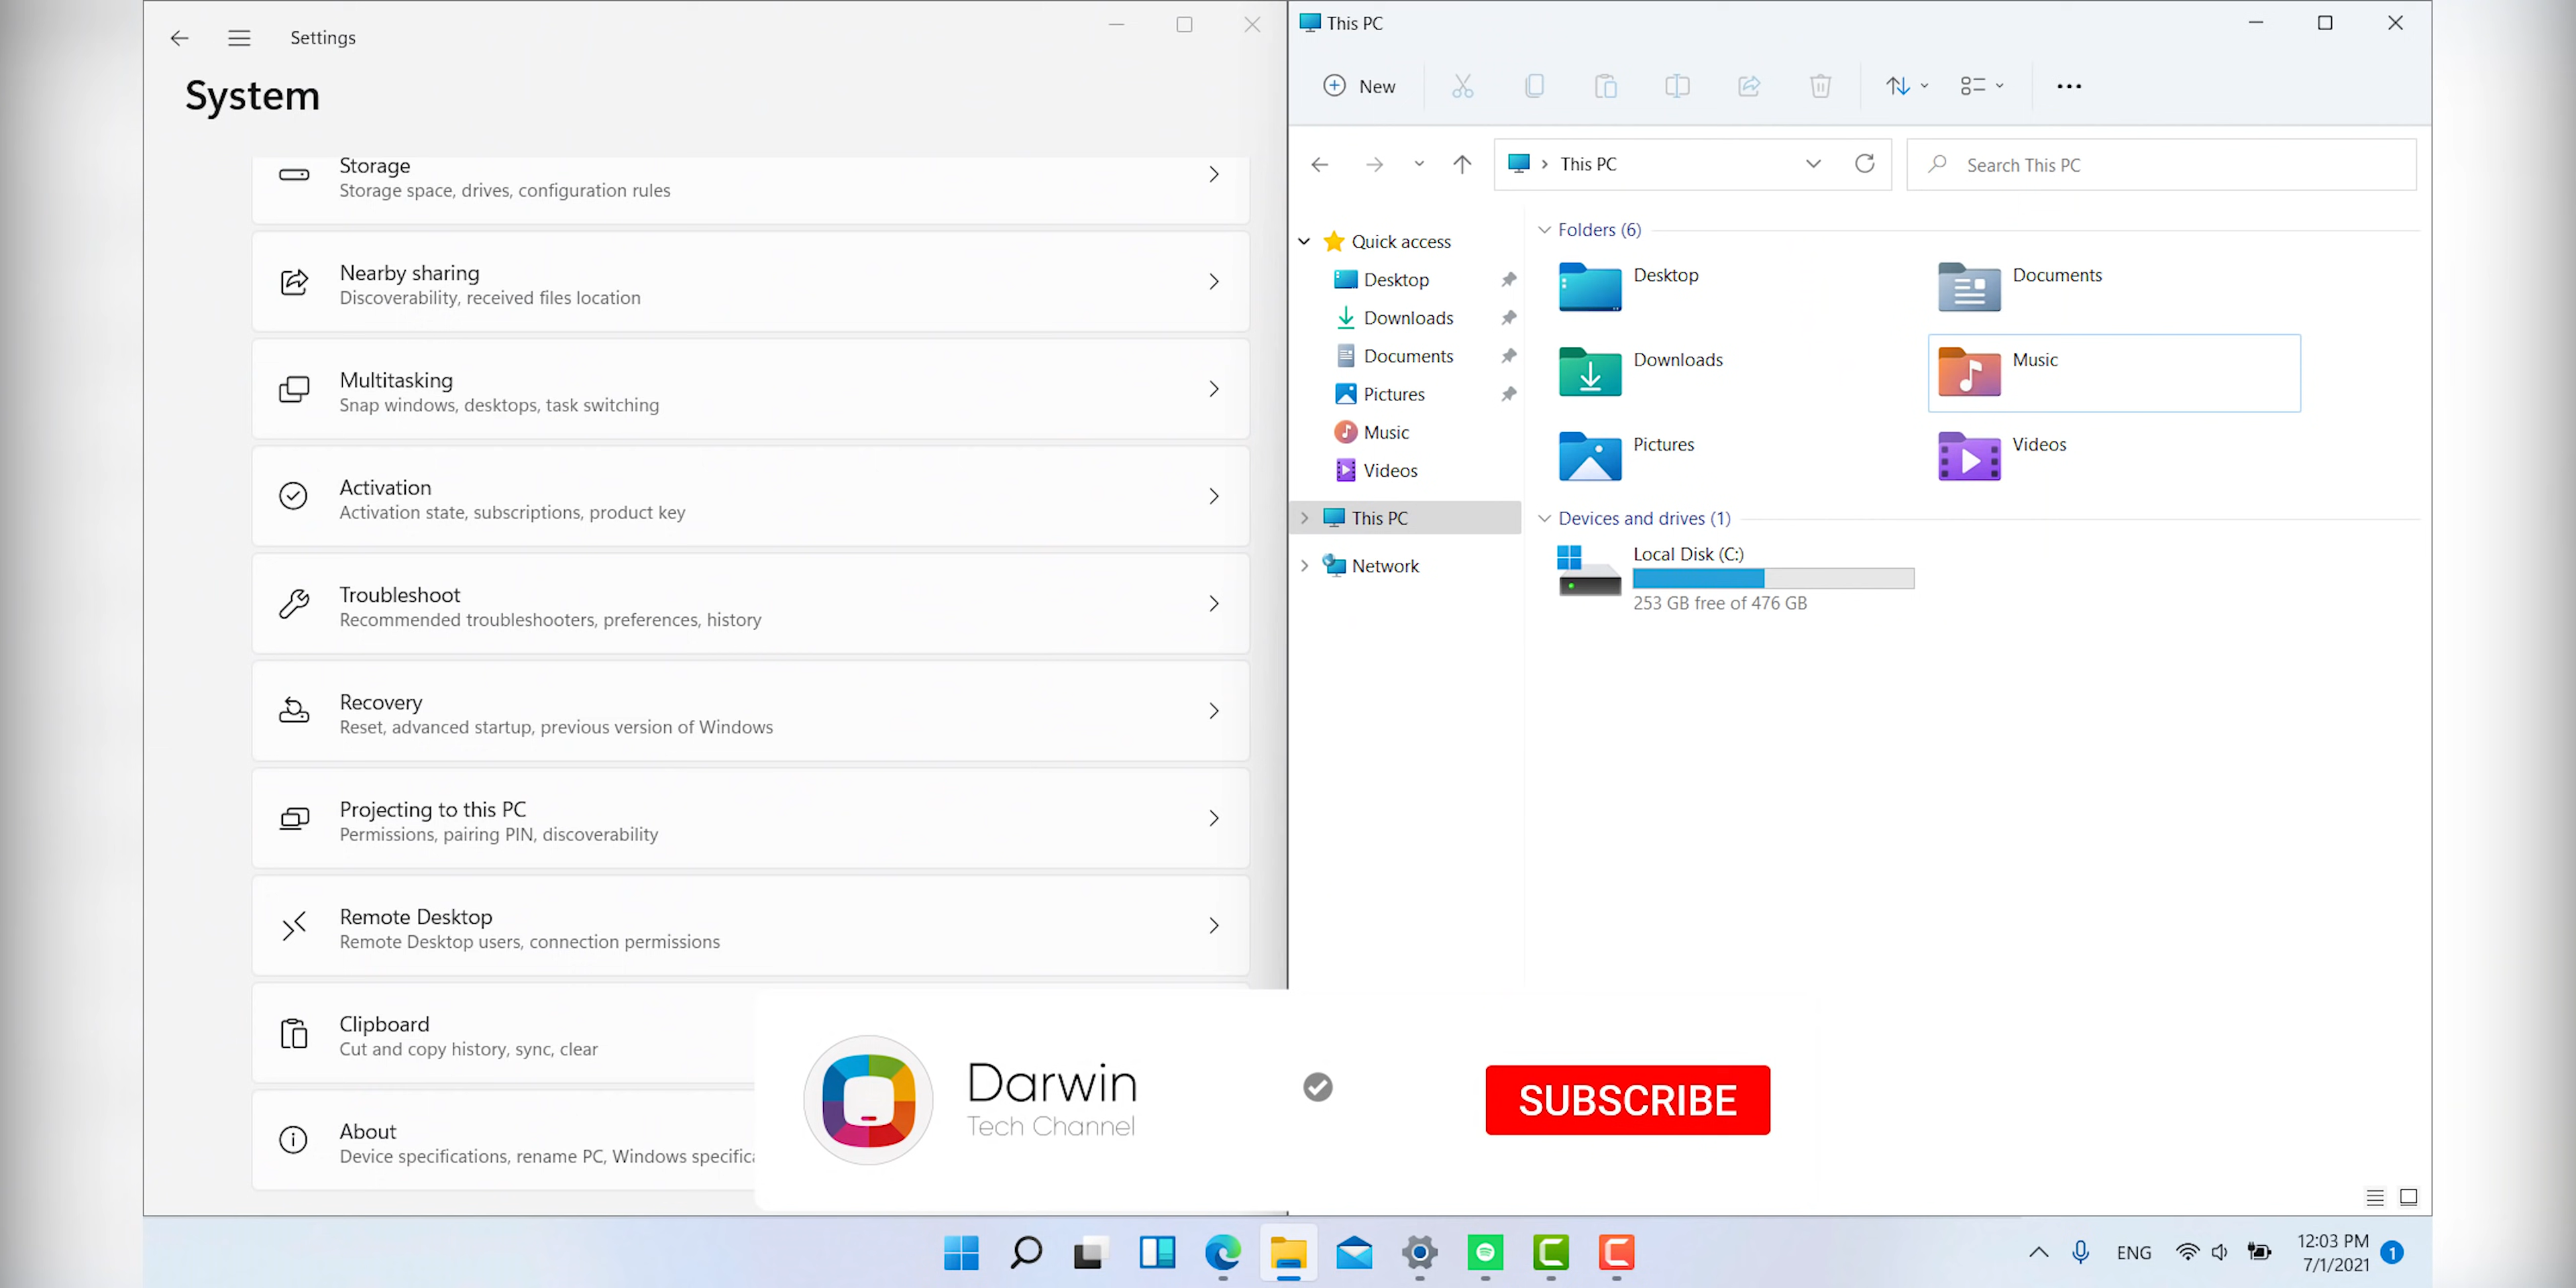 Settings
System
Storage
Storage space, drives, configuration rules
Nearby sharing
Discoverability, received files location
Multitasking
Snap windows, desktops, task switching
Activation
Activation state, subscriptions, product key
Troubleshoot
Recommended troubleshooters, preferences, history
Recovery
Reset, advanced startup, previous version of Windows
Projecting to this PC
Permissions, pairing PIN, discoverability
Remote Desktop
Remote Desktop users, connection permissions
Clipboard
Cut and copy history, sync, clear
About
Device specifications, rename PC, Windows specific
This PC
New
This PC
Search This PC
Quick access
Desktop
Downloads
Documents
Pictures
Music
Videos
This PC
Network
Folders (6)
Desktop
Documents
Downloads
Music
Pictures
Videos
Devices and drives (1)
Local Disk (C:)
253 GB free of 476 GB
Darwin
Tech Channel
SUBSCRIBE
ENG
12:03 PM
7/1/2021
1